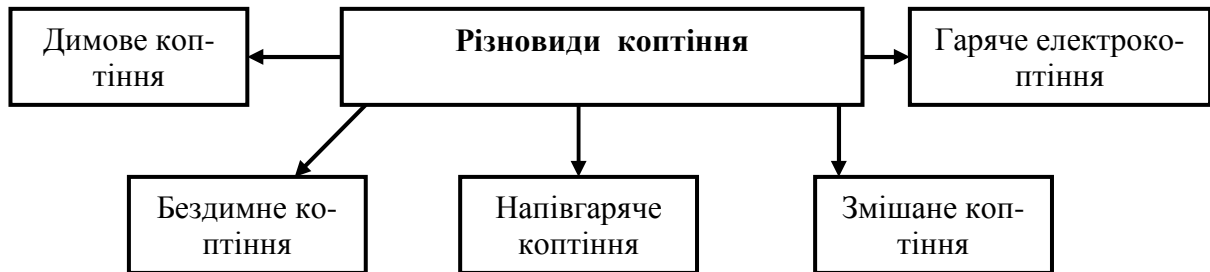 Димове коп-
тіння
Різновиди коптіння
Гаряче електроко-
птіння
Бездимне ко-
птіння
Напівгаряче
коптіння
Змішане коп-
тіння